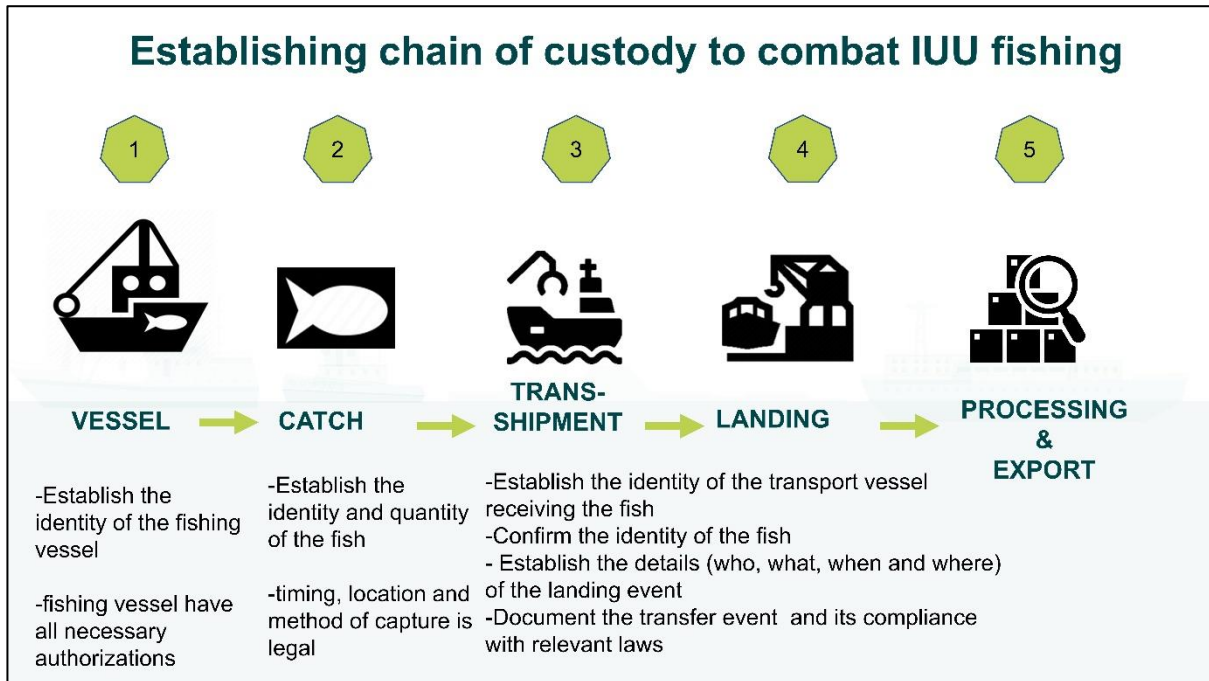 Establishing chain of custody to combat IUU fishing
1
2
3
4
5
VESSEL
CATCH
TRANS-
SHIPMENT
LANDING
PROCESSING
&
EXPORT
-Establish the
identity of the fishing
vessel
-fishing vessel have
all necessary
authorizations
-Establish the
identity and quantity
of the fish
-timing, location and
method of capture is
legal
-Establish the identity of the transport vessel
receiving the fish
-Confirm the identity of the fish
- Establish the details (who, what, when and where)
of the landing event
-Document the transfer event and its compliance
with relevant laws